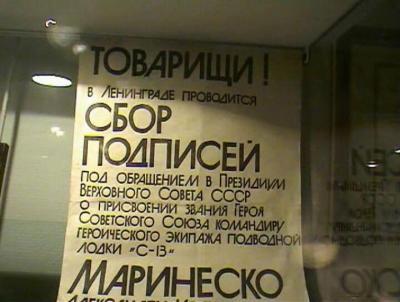 ТОВАРИЩИ!
В ЛЕНИНГРАДЕ ПРОВОДИТСЯ
СБОР
ПОДПИСЕЙ
ПОД ОБРАЩЕНИЕМ В ПРЕЗИДИУМ
ВЕРХОВНОГО СОВЕТА СССР
О ПРИСВОЕНИИ ЗВАНИЯ ГЕРОЯ
СОВЕТСКОГО СОЮЗА КОМАНДИРУ
ГЕРОИЧЕСКОГО ЭКИПАЖА ПОДВОДНОЙ
ЛОДКИ «С-13»
МАРИНЕСКО